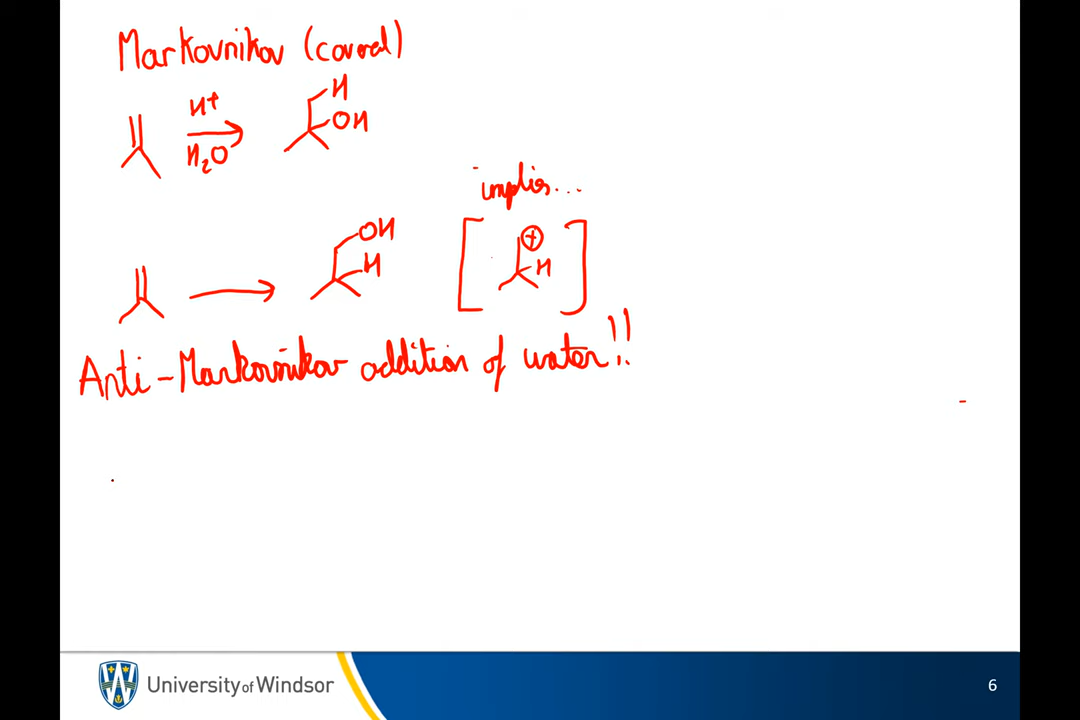 Markovnikov (covered)
H
H+
OH
H2O
implies...
OH
+
H
H
Anti-Markovnikov addition of water!!
University of Windsor
6